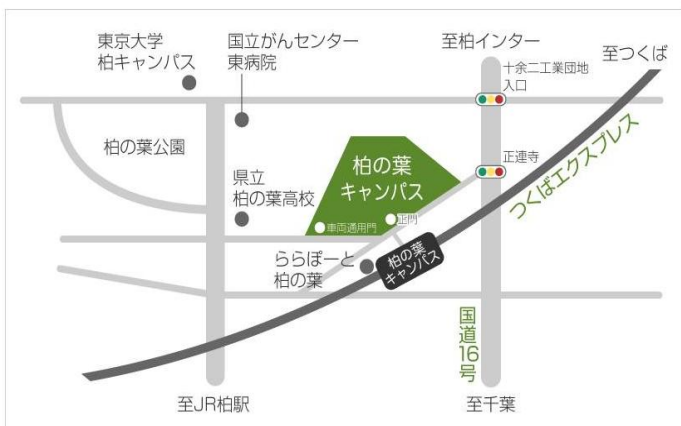 東京大学
柏キャンパス
国立がんセンター
東病院
至柏インター
至つくば
十余二工業団地
入口
柏の葉公園
県立
柏の葉高校
柏の葉
キャンパス
正連寺
つくばエクスプレス
車両通用門
正門
ららぽーと
柏の葉
柏の葉
キャンパス
国道16号
至JR柏駅
至千葉